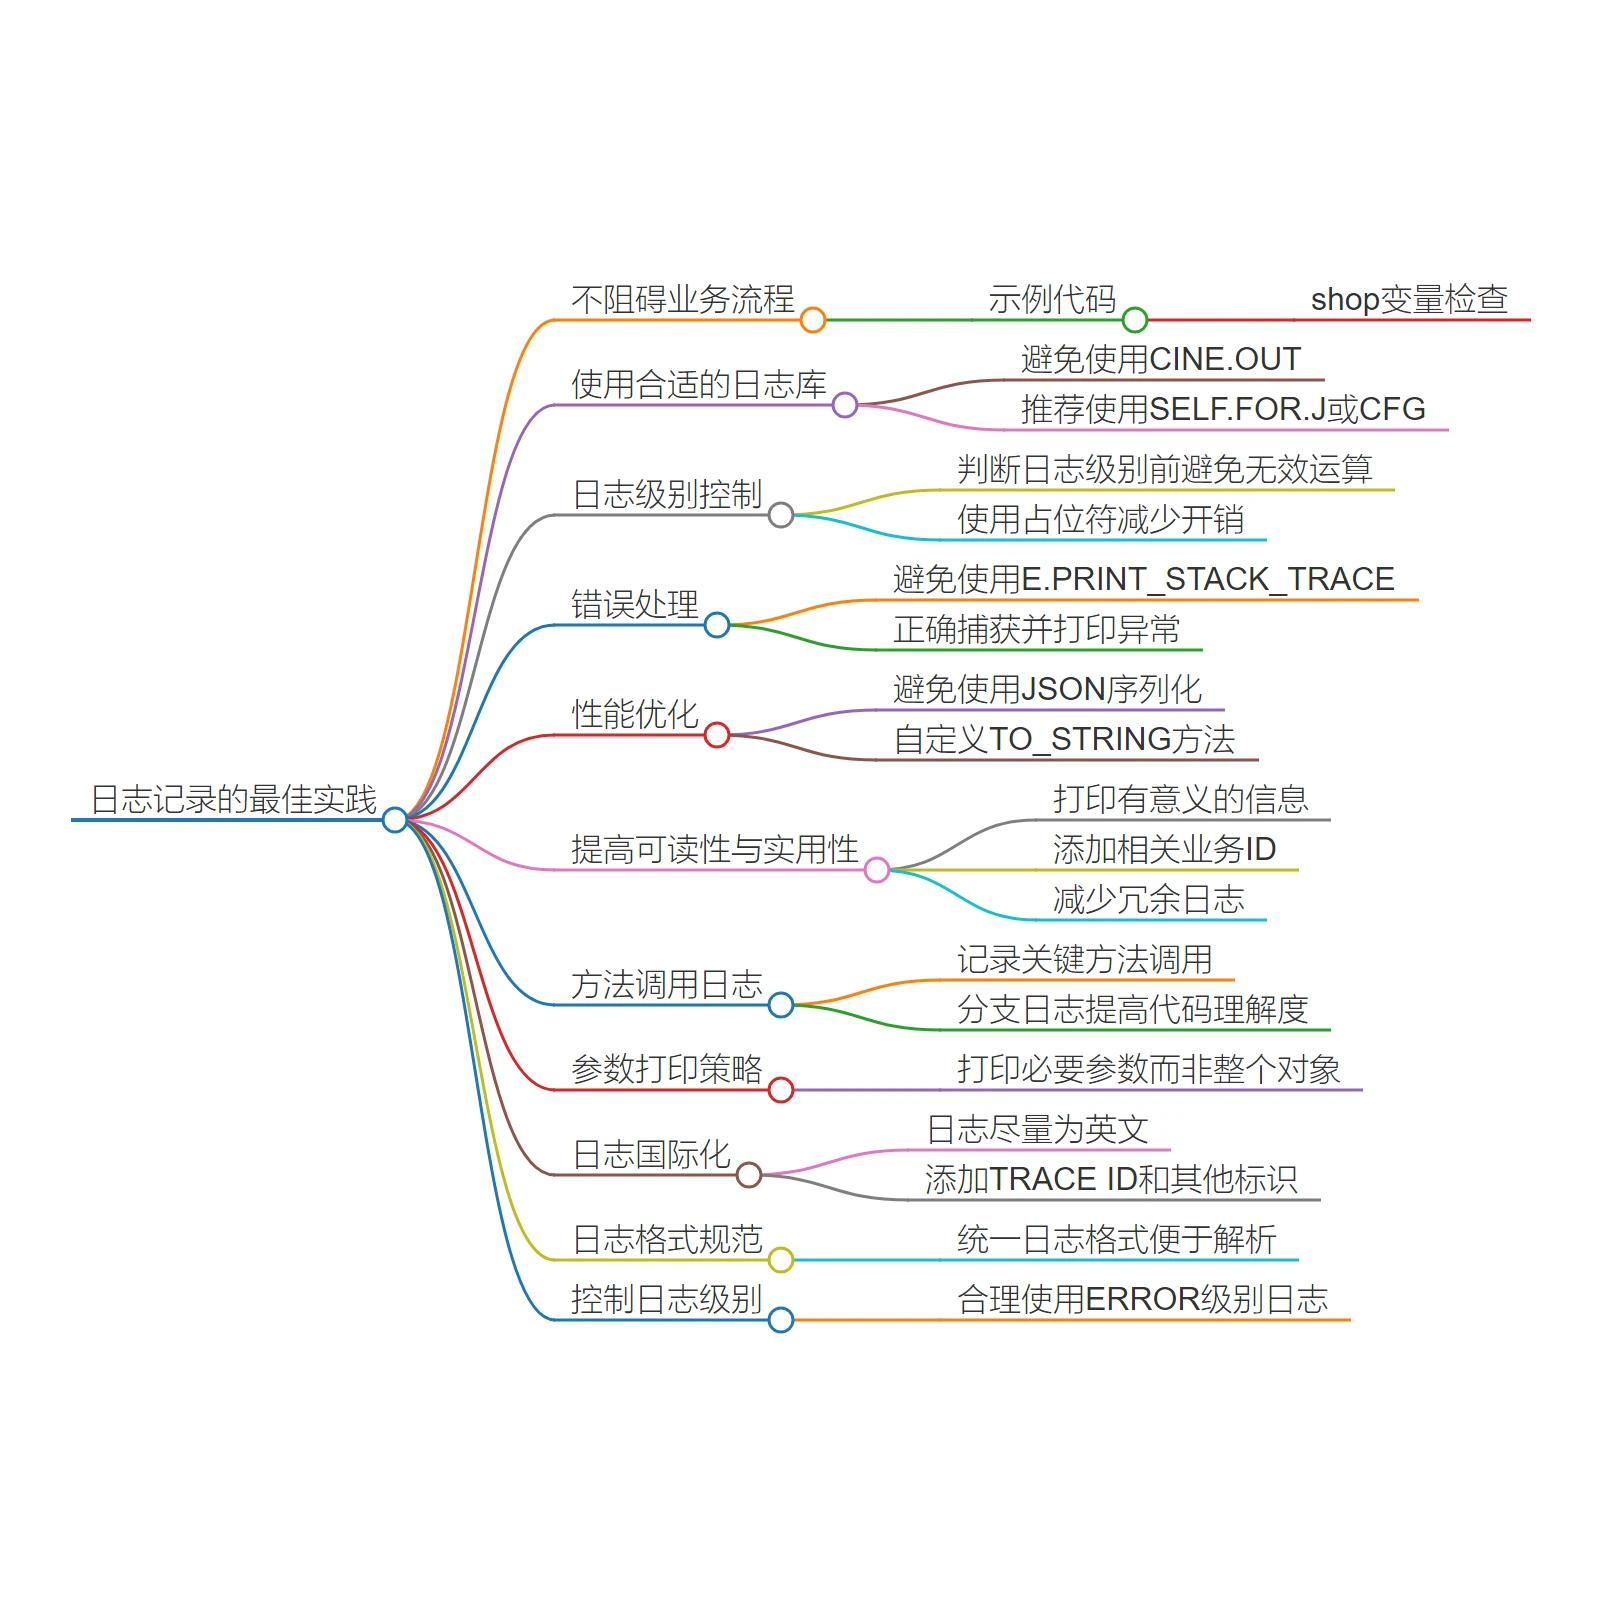 日志记录的最佳实践
不阻碍业务流程
示例代码
shop变量检查
使用合适的日志库
避免使用CINE.OUT
推荐使用SELF.FOR.J或CFG
日志级别控制
判断日志级别前避免无效运算
使用占位符减少开销
错误处理
避免使用E.PRINT_STACK_TRACE
正确捕获并打印异常
性能优化
避免使用JSON序列化
自定义TO_STRING方法
提高可读性与实用性
打印有意义的信息
添加相关业务ID
减少冗余日志
方法调用日志
记录关键方法调用
分支日志提高代码理解度
参数打印策略
打印必要参数而非整个对象
日志国际化
日志尽量为英文
添加TRACE ID和其他标识
日志格式规范
统一日志格式便于解析
控制日志级别
合理使用ERROR级别日志